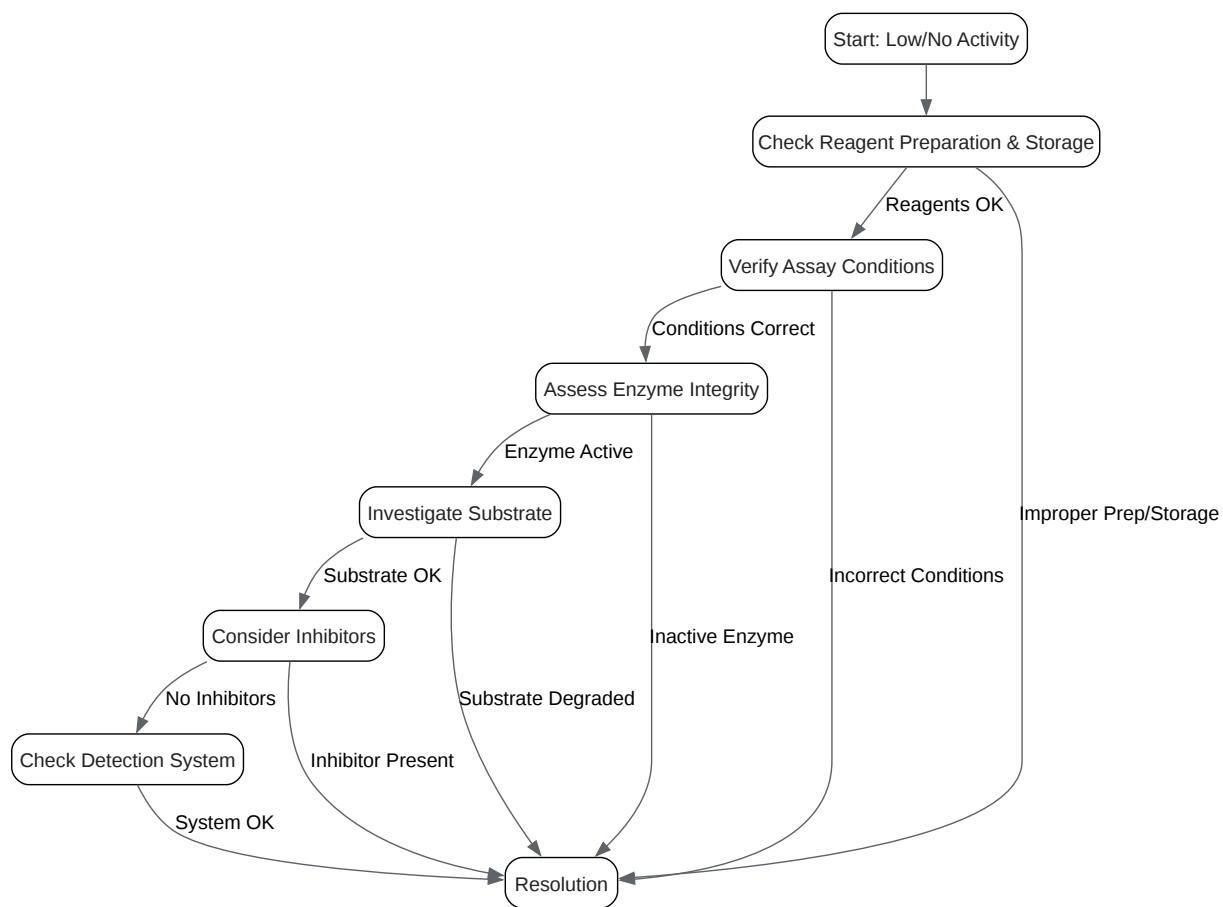 Start: Low/No Activity
Check Reagent Preparation & Storage
Reagents OK
Verify Assay Conditions
Conditions Correct
Assess Enzyme Integrity
Enzyme Active
Investigate Substrate
Improper Prep/Storage
Substrate OK
Incorrect Conditions
Consider Inhibitors
Inactive Enzyme
No Inhibitors
Substrate Degraded
Check Detection System
Inhibitor Present
System OK
Resolution